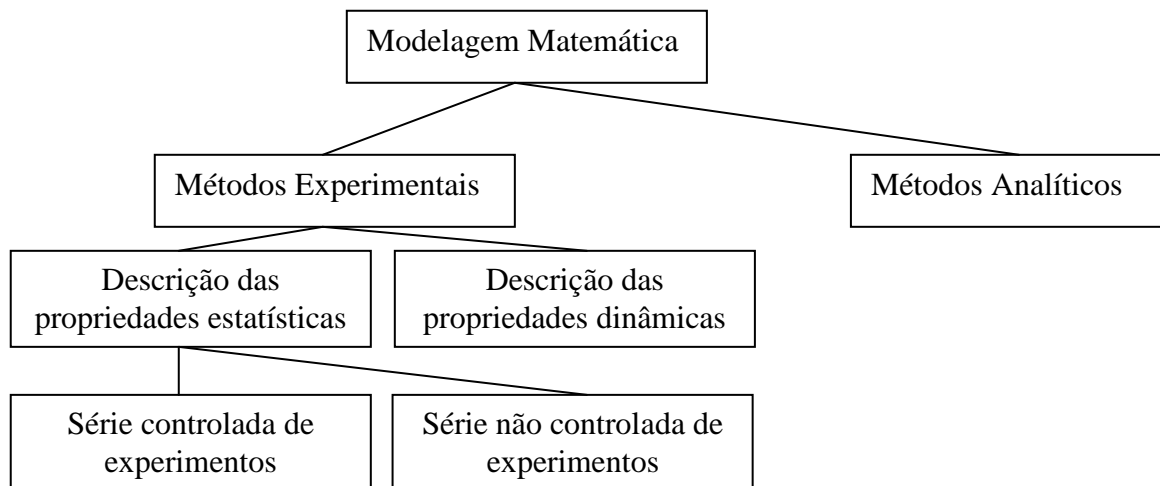 Modelagem Matemática
Métodos Experimentais
Métodos Analíticos
Descrição das
propriedades estatísticas
Descrição das
propriedades dinâmicas
Série controlada de
experimentos
Série não controlada de
experimentos